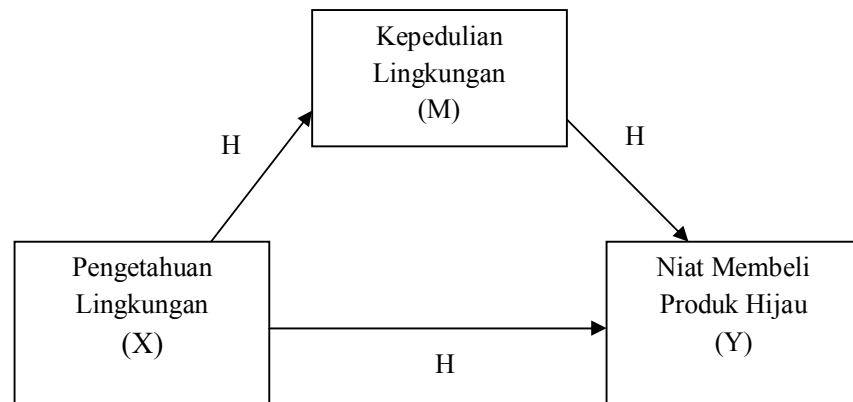 Kepedulian
Lingkungan
(M)
H
H
Pengetahuan
Lingkungan
(X)
Niat Membeli
Produk Hijau
(Y)
H